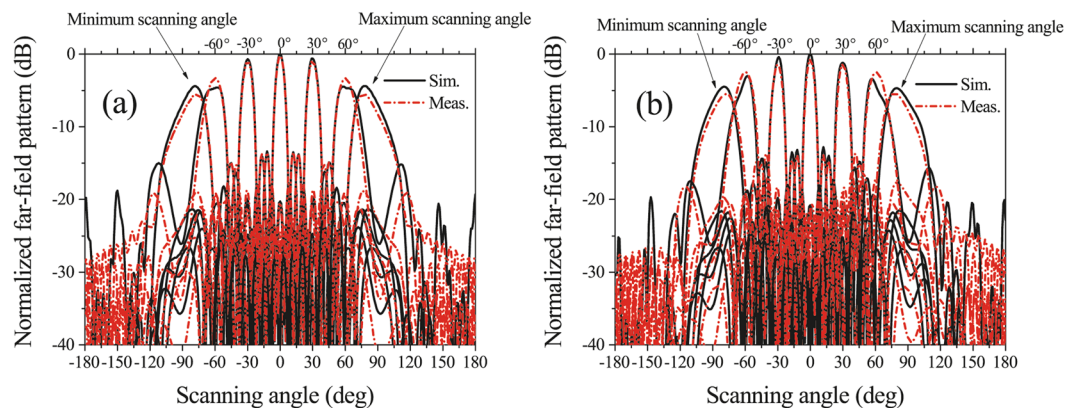 Minimum scanning angle
Maximum scanning angle
-60° -30° 0° 30° 60°
(a)
Sim.
Meas.
Normalized far-field pattern (dB)
0
-10
-20
-30
-40
-180 -150 -120 -90 -60 -30 0 30 60 90 120 150 180
Scanning angle (deg)
Minimum scanning angle
Maximum scanning angle
-60° -30° 0° 30° 60°
(b)
Sim.
Meas.
Normalized far-field pattern (dB)
0
-10
-20
-30
-40
-180 -150 -120 -90 -60 -30 0 30 60 90 120 150 180
Scanning angle (deg)